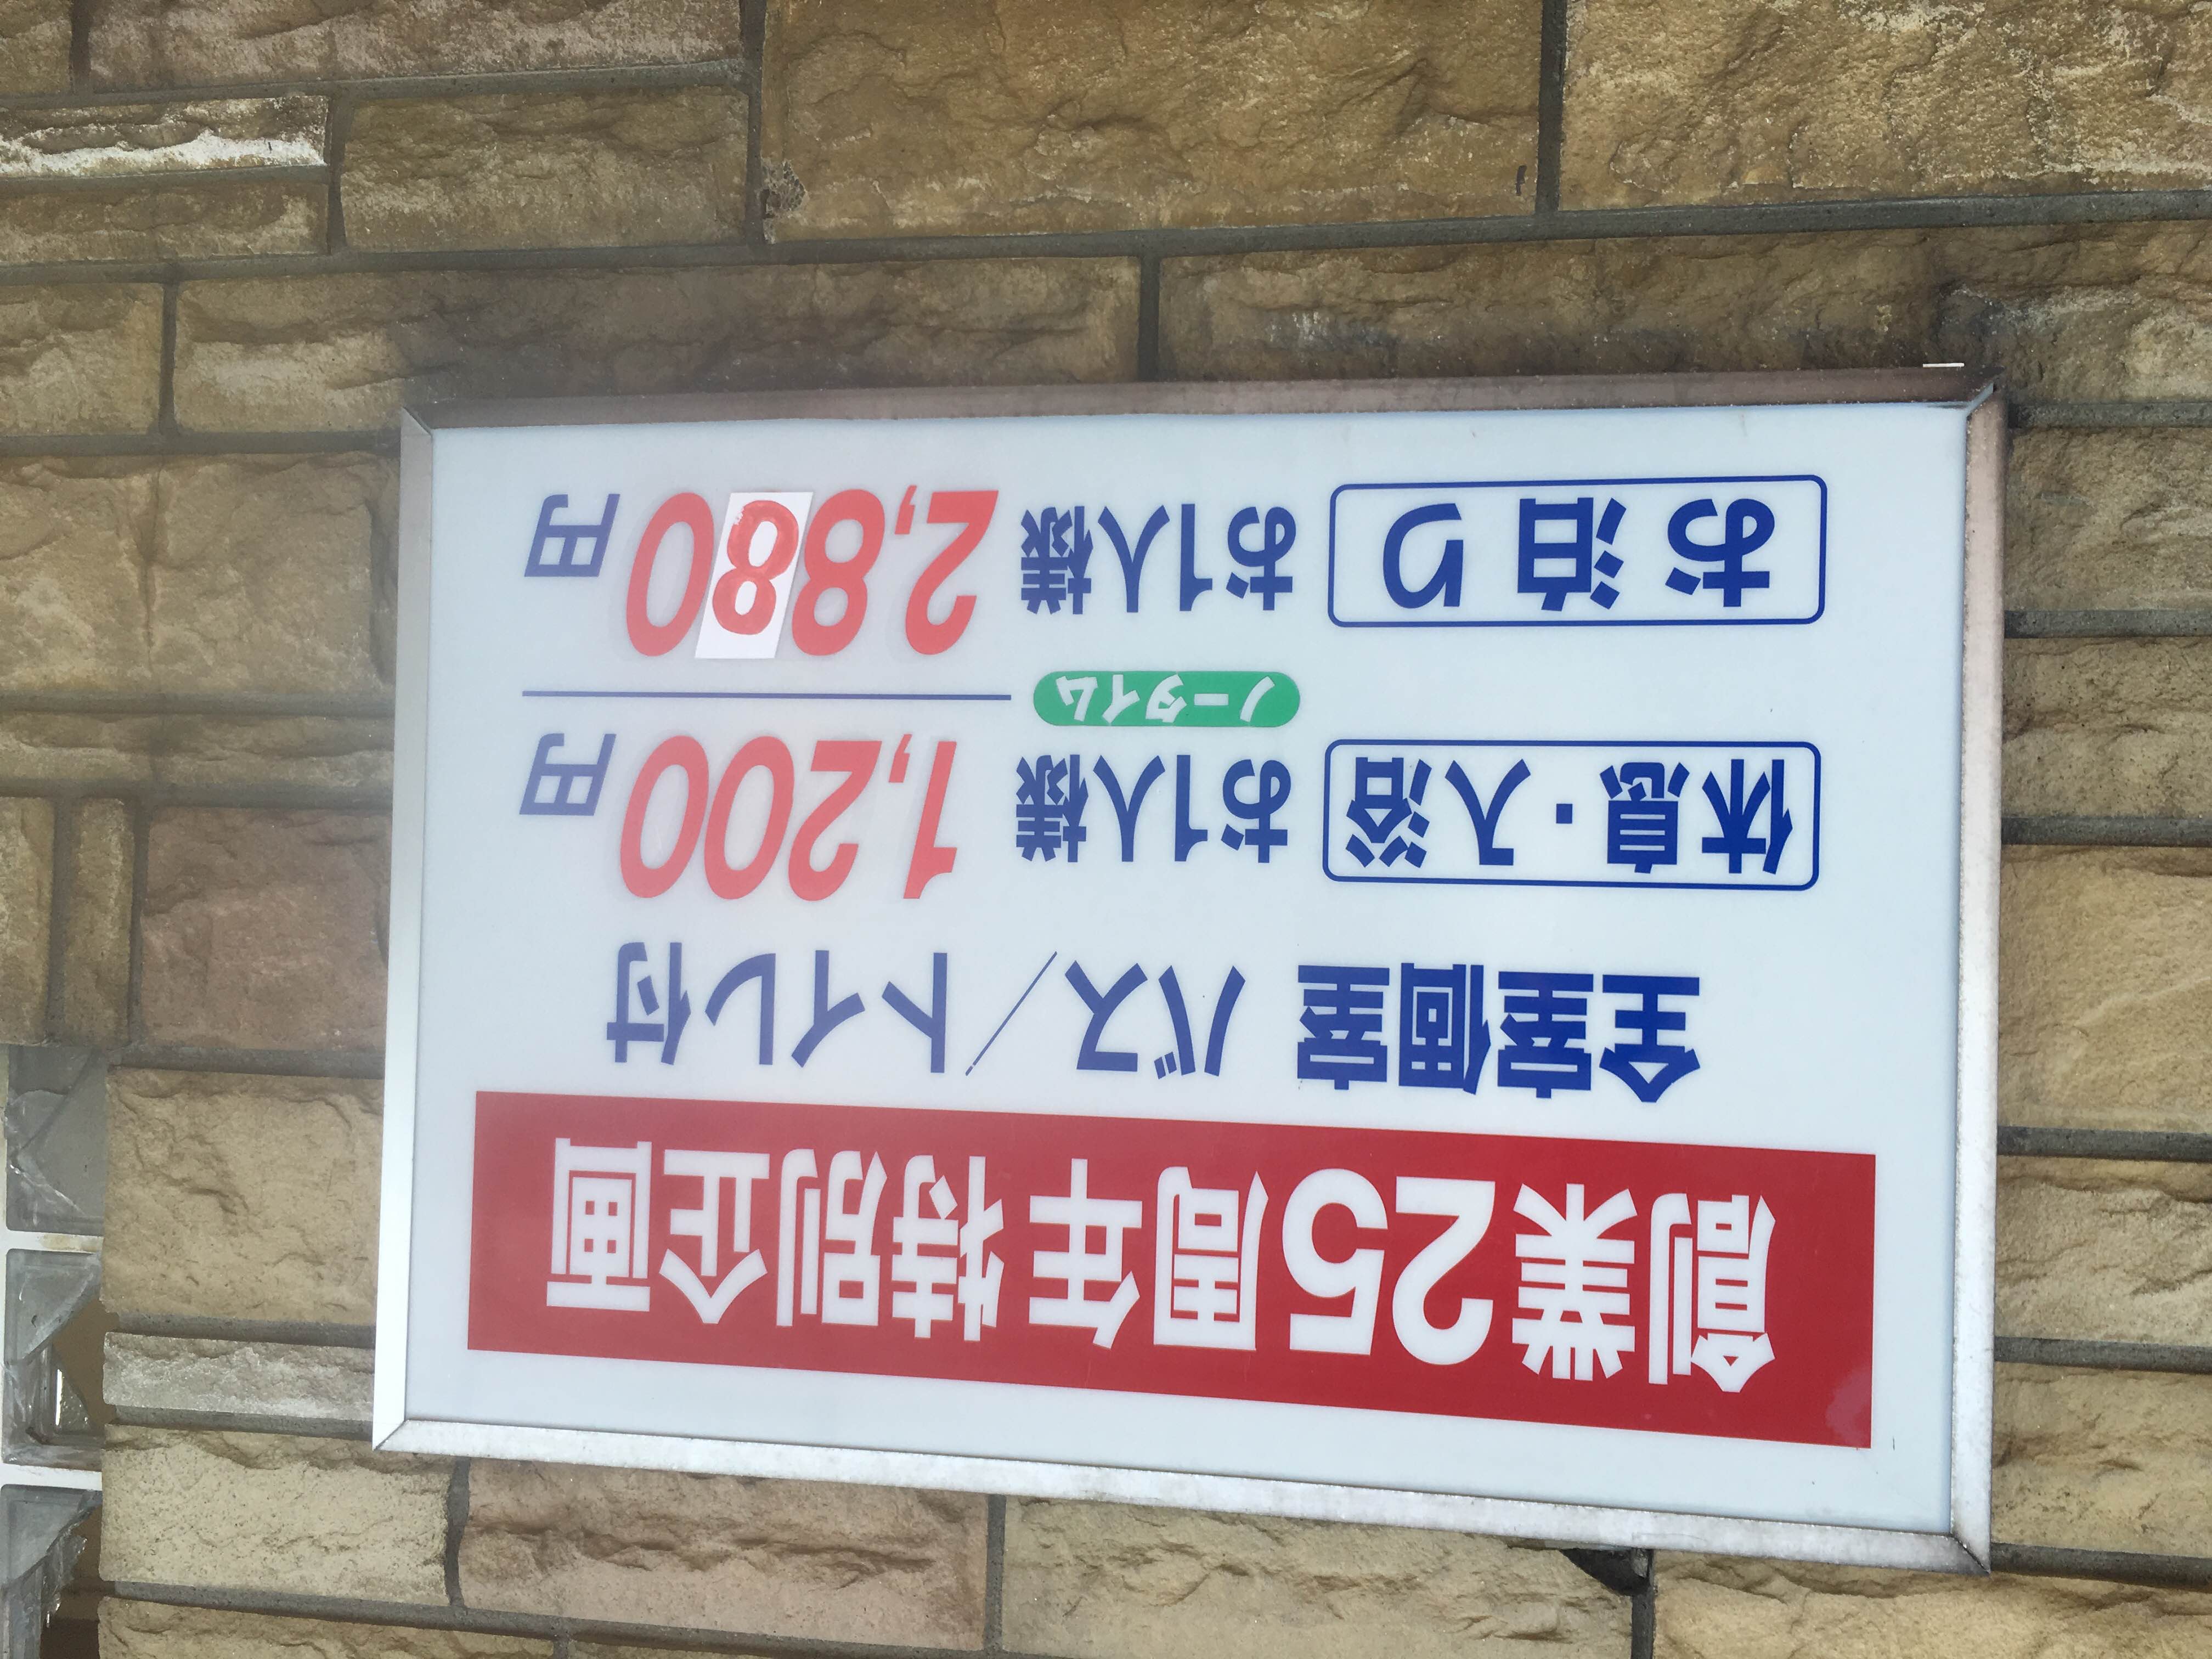 創業25周年特別企画
全室個室 バス／トイレ付
休息・入浴 お1人様 1,200円
ノータイム
お泊り お1人様 2,880円